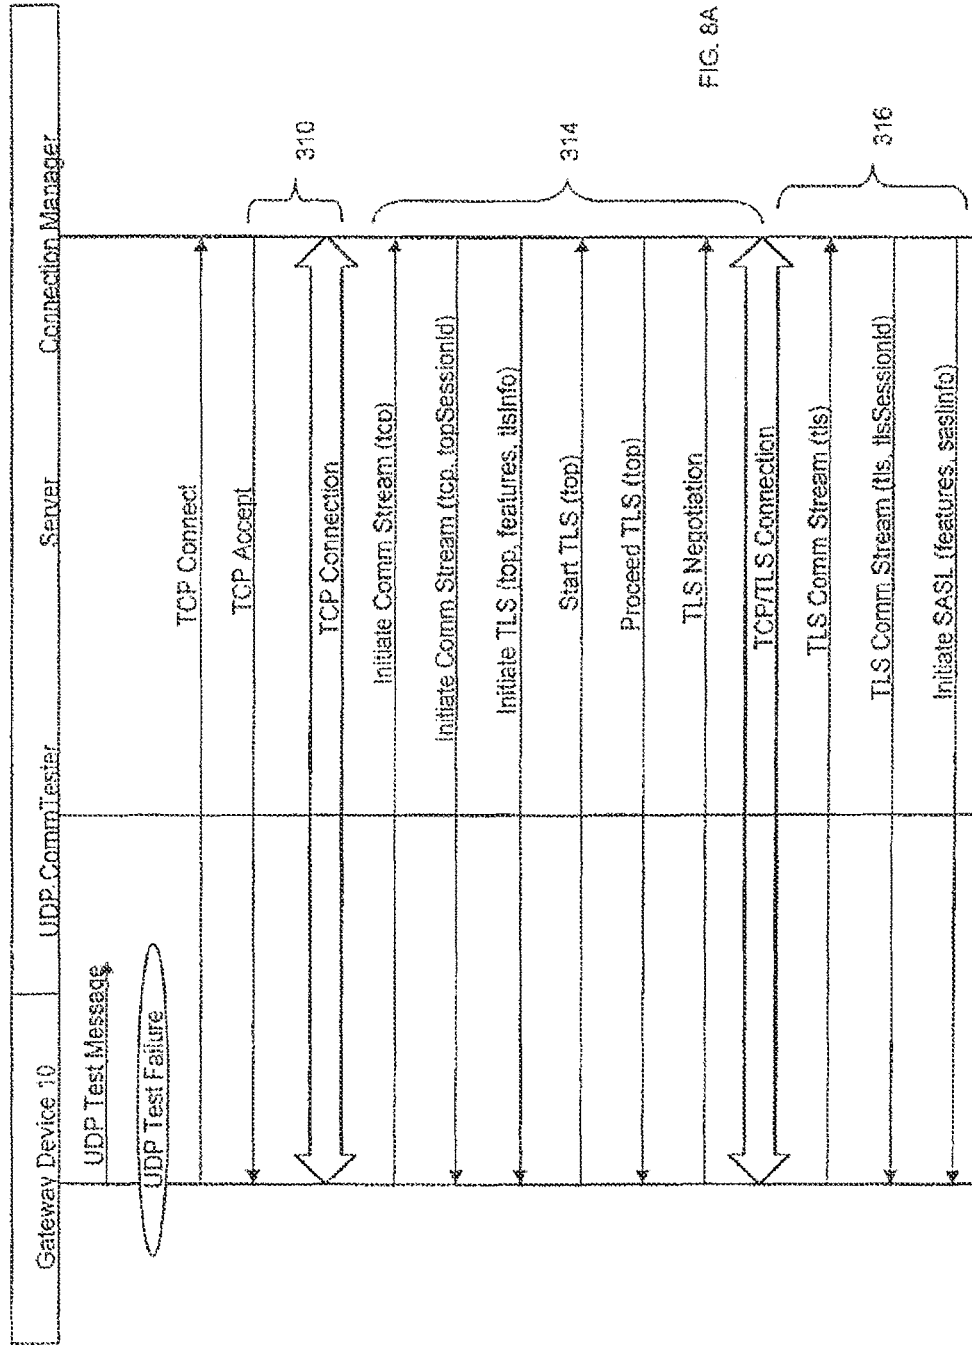 Gateway Device 10
UDP CommTester
Server
Connection Manager
UDP Test Message
UDP Test Failure
TCP Connect
TCP Accept
TCP Connection
310
Initiate Comm Stream (tcp)
Initiate Comm Stream (tcp, tcpSessionId)
Initiate TLS (tcp, features, tlsInfo)
Start TLS (tcp)
Proceed TLS (tcp)
TLS Negotiation
314
TCP/TLS Connection
TLS Comm Stream (tls)
TLS Comm Stream (tls, tlsSessionId)
Initiate SASL (features, saslInfo)
316
FIG. 8A